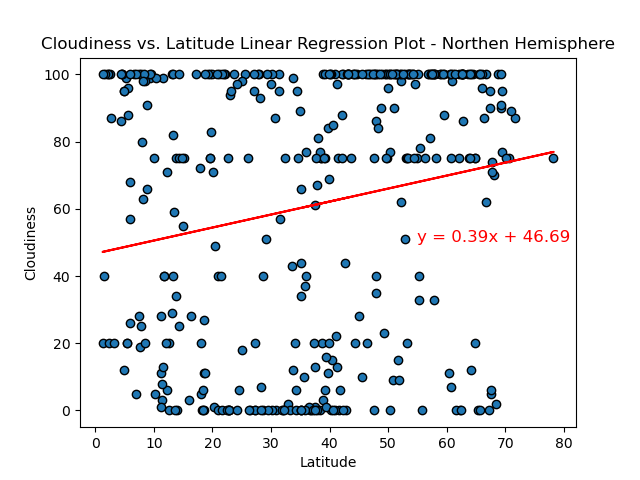 Cloudiness vs. Latitude Linear Regression Plot - Northen Hemisphere
100
80
60
40
20
0
Cloudiness
y = 0.39x + 46.69
0 10 20 30 40 50 60 70 80
Latitude